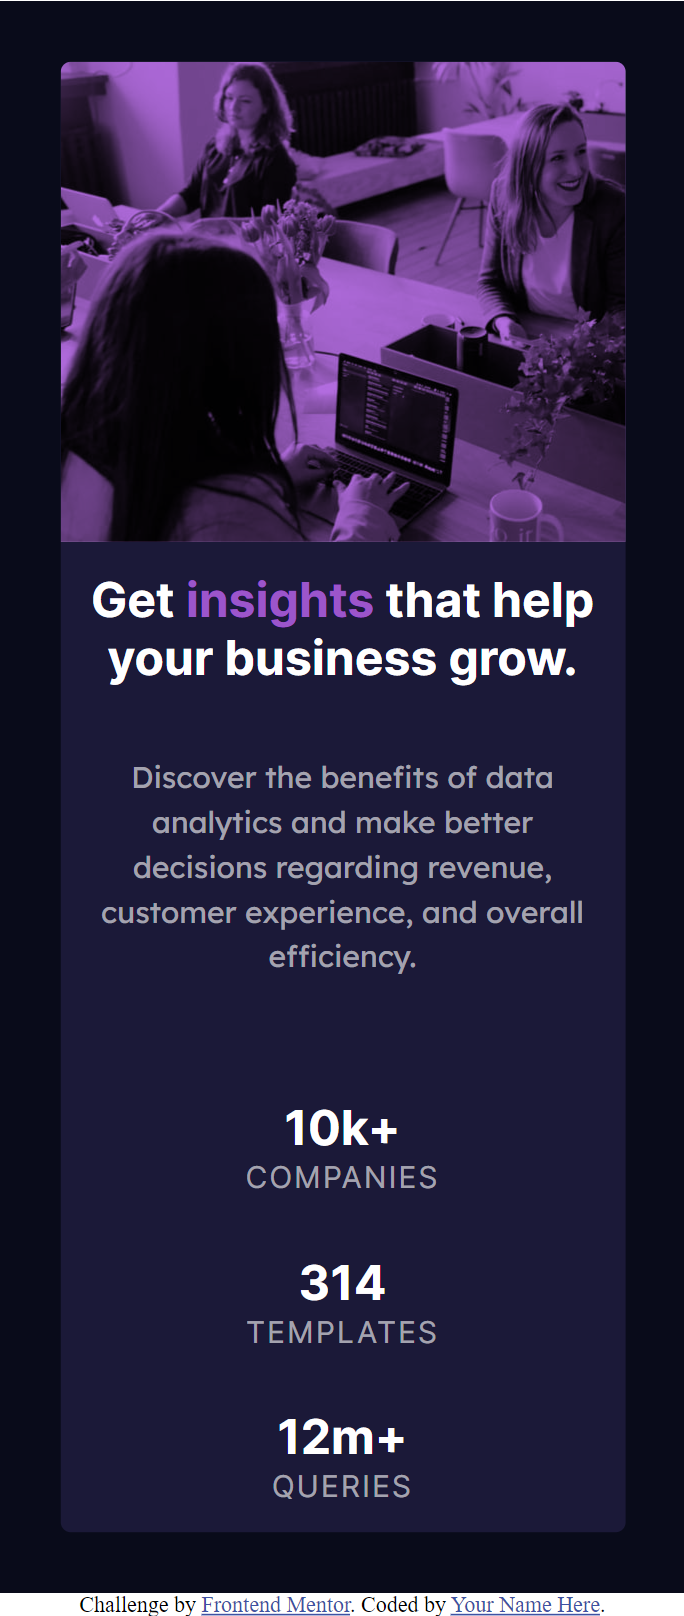 Get insights that help
your business grow.
Discover the benefits of data
analytics and make better
decisions regarding revenue,
customer experience, and overall
efficiency.
10k+
COMPANIES
314
TEMPLATES
12m+
QUERIES
Challenge by Frontend Mentor. Coded by Your Name Here.